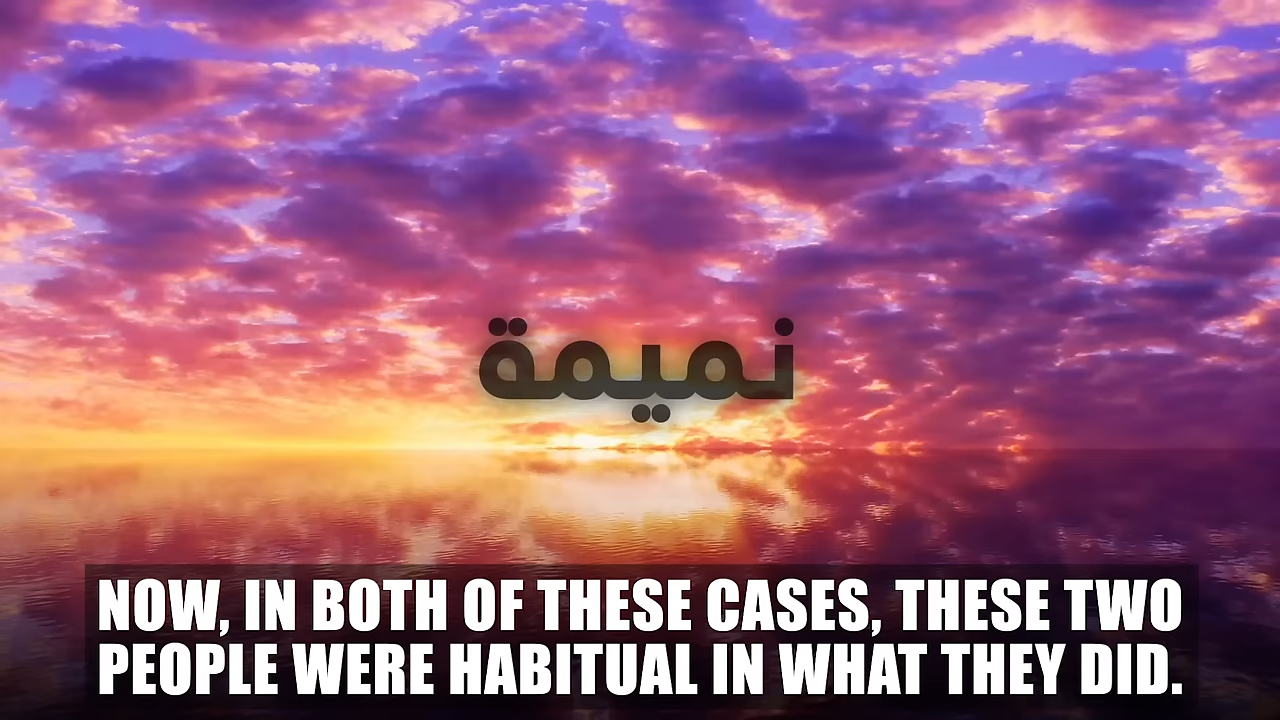 نميمة
NOW, IN BOTH OF THESE CASES, THESE TWO
PEOPLE WERE HABITUAL IN WHAT THEY DID.